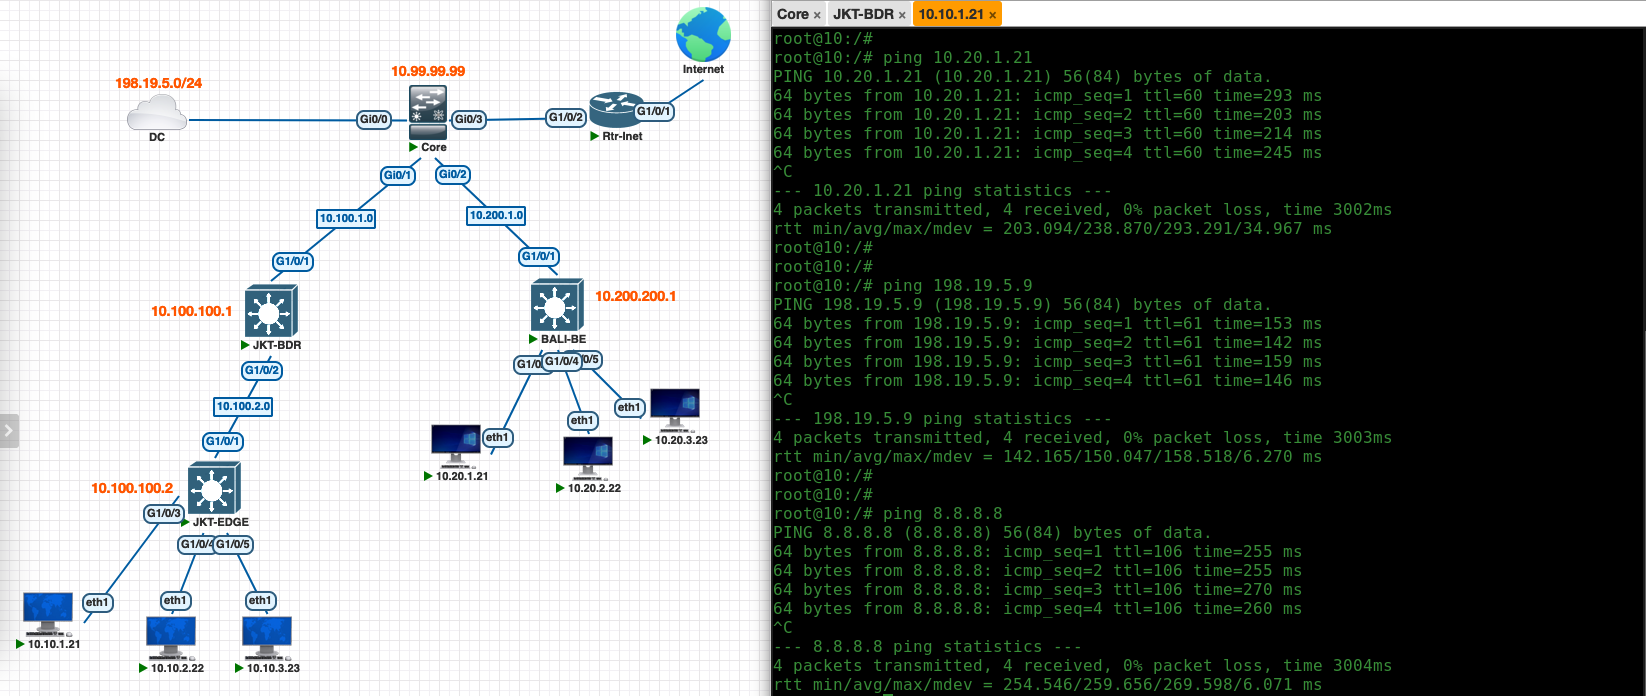 Internet
10.99.99.99
198.19.5.0/24
DC
Gi0/0
Gi0/3
G1/0/2
G1/0/1
Rtr-Inet
Core
Gi0/1
Gi0/2
10.100.1.0
10.200.1.0
G1/0/1
G1/0/1
10.100.100.1
10.200.200.1
JKT-BDR
BALI-BE
G1/0/2
G1/0/
G1/0/4
0/5
10.100.2.0
eth1
eth1
eth1
10.20.1.21
10.20.2.22
10.20.3.23
G1/0/1
10.100.100.2
G1/0/3
JKT-EDGE
G1/0/4
G1/0/5
eth1
eth1
eth1
10.10.1.21
10.10.2.22
10.10.3.23
Core × JKT-BDR × 10.10.1.21 ×
root@10:/#
root@10:/# ping 10.20.1.21
PING 10.20.1.21 (10.20.1.21) 56(84) bytes of data.
64 bytes from 10.20.1.21: icmp_seq=1 ttl=60 time=293 ms
64 bytes from 10.20.1.21: icmp_seq=2 ttl=60 time=203 ms
64 bytes from 10.20.1.21: icmp_seq=3 ttl=60 time=214 ms
64 bytes from 10.20.1.21: icmp_seq=4 ttl=60 time=245 ms
^C
--- 10.20.1.21 ping statistics ---
4 packets transmitted, 4 received, 0% packet loss, time 3002ms
rtt min/avg/max/mdev = 203.094/238.870/293.291/34.967 ms
root@10:/#
root@10:/#
root@10:/# ping 198.19.5.9
PING 198.19.5.9 (198.19.5.9) 56(84) bytes of data.
64 bytes from 198.19.5.9: icmp_seq=1 ttl=61 time=153 ms
64 bytes from 198.19.5.9: icmp_seq=2 ttl=61 time=142 ms
64 bytes from 198.19.5.9: icmp_seq=3 ttl=61 time=159 ms
64 bytes from 198.19.5.9: icmp_seq=4 ttl=61 time=146 ms
^C
--- 198.19.5.9 ping statistics ---
4 packets transmitted, 4 received, 0% packet loss, time 3003ms
rtt min/avg/max/mdev = 142.165/150.047/158.518/6.270 ms
root@10:/#
root@10:/#
root@10:/# ping 8.8.8.8
PING 8.8.8.8 (8.8.8.8) 56(84) bytes of data.
64 bytes from 8.8.8.8: icmp_seq=1 ttl=106 time=255 ms
64 bytes from 8.8.8.8: icmp_seq=2 ttl=106 time=255 ms
64 bytes from 8.8.8.8: icmp_seq=3 ttl=106 time=270 ms
64 bytes from 8.8.8.8: icmp_seq=4 ttl=106 time=260 ms
^C
--- 8.8.8.8 ping statistics ---
4 packets transmitted, 4 received, 0% packet loss, time 3004ms
rtt min/avg/max/mdev = 254.546/259.656/269.598/6.071 ms